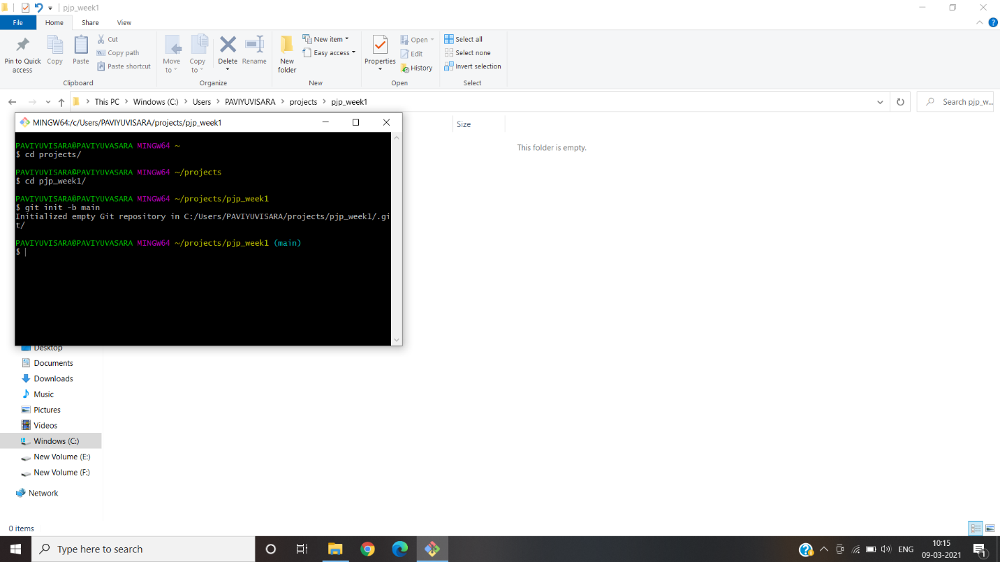 pjp_week1
File Home Share View
Pin to Quick access
Copy
Paste
Cut
Copy path
Paste shortcut
Clipboard
Move to
Copy to
Delete
Rename
Organize
New folder
New item
Easy access
New
Properties
Open
Edit
History
Open
Select all
Select none
Invert selection
Select
This PC Windows (C:) Users PAVIYUVISARA projects pjp_week1
Search pjp_w...
MINGW64:/c/Users/PAVIYUVISARA/projects/pjp_week1
Size
This folder is empty.
PAVIYUVISARA@PAVIYUVASARA MINGW64 ~
$ cd projects/
PAVIYUVISARA@PAVIYUVASARA MINGW64 ~/projects
$ cd pjp_week1/
PAVIYUVISARA@PAVIYUVASARA MINGW64 ~/projects/pjp_week1
$ git init -b main
Initialized empty Git repository in C:/Users/PAVIYUVISARA/projects/pjp_week1/.gi
t/
PAVIYUVISARA@PAVIYUVASARA MINGW64 ~/projects/pjp_week1 (main)
$
Desktop
Documents
Downloads
Music
Pictures
Videos
Windows (C:)
New Volume (E:)
New Volume (F:)
Network
0 items
Type here to search
ENG
10:15
09-03-2021
1